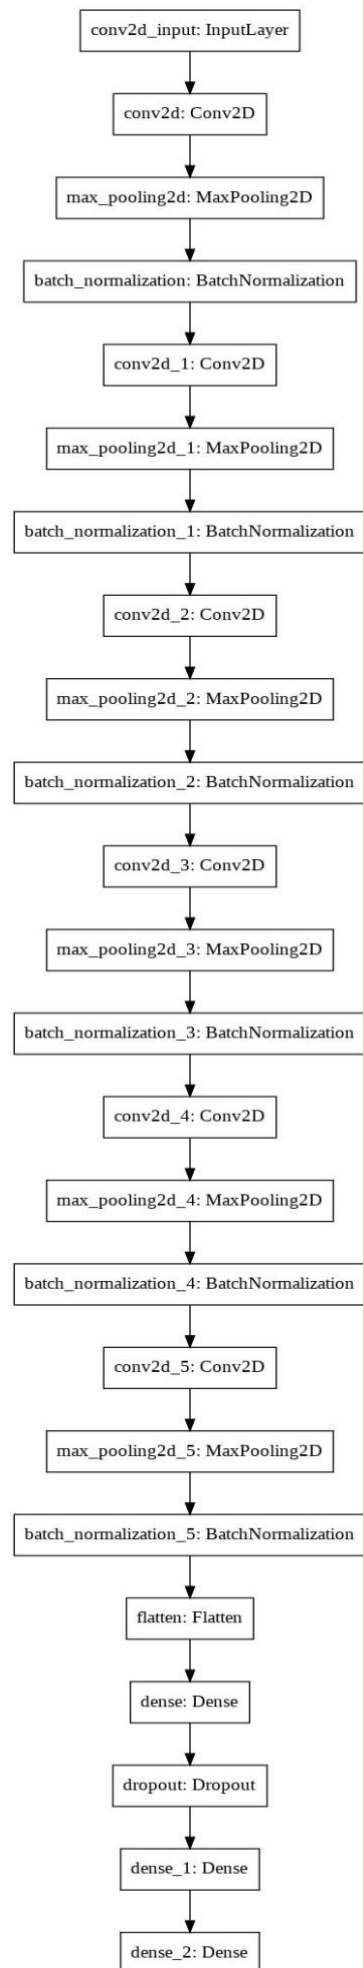 conv2d_input: InputLayer
conv2d: Conv2D
max_pooling2d: MaxPooling2D
batch_normalization: BatchNormalization
conv2d_1: Conv2D
max_pooling2d_1: MaxPooling2D
batch_normalization_1: BatchNormalization
conv2d_2: Conv2D
max_pooling2d_2: MaxPooling2D
batch_normalization_2: BatchNormalization
conv2d_3: Conv2D
max_pooling2d_3: MaxPooling2D
batch_normalization_3: BatchNormalization
conv2d_4: Conv2D
max_pooling2d_4: MaxPooling2D
batch_normalization_4: BatchNormalization
conv2d_5: Conv2D
max_pooling2d_5: MaxPooling2D
batch_normalization_5: BatchNormalization
flatten: Flatten
dense: Dense
dropout: Dropout
dense_1: Dense
dense_2: Dense